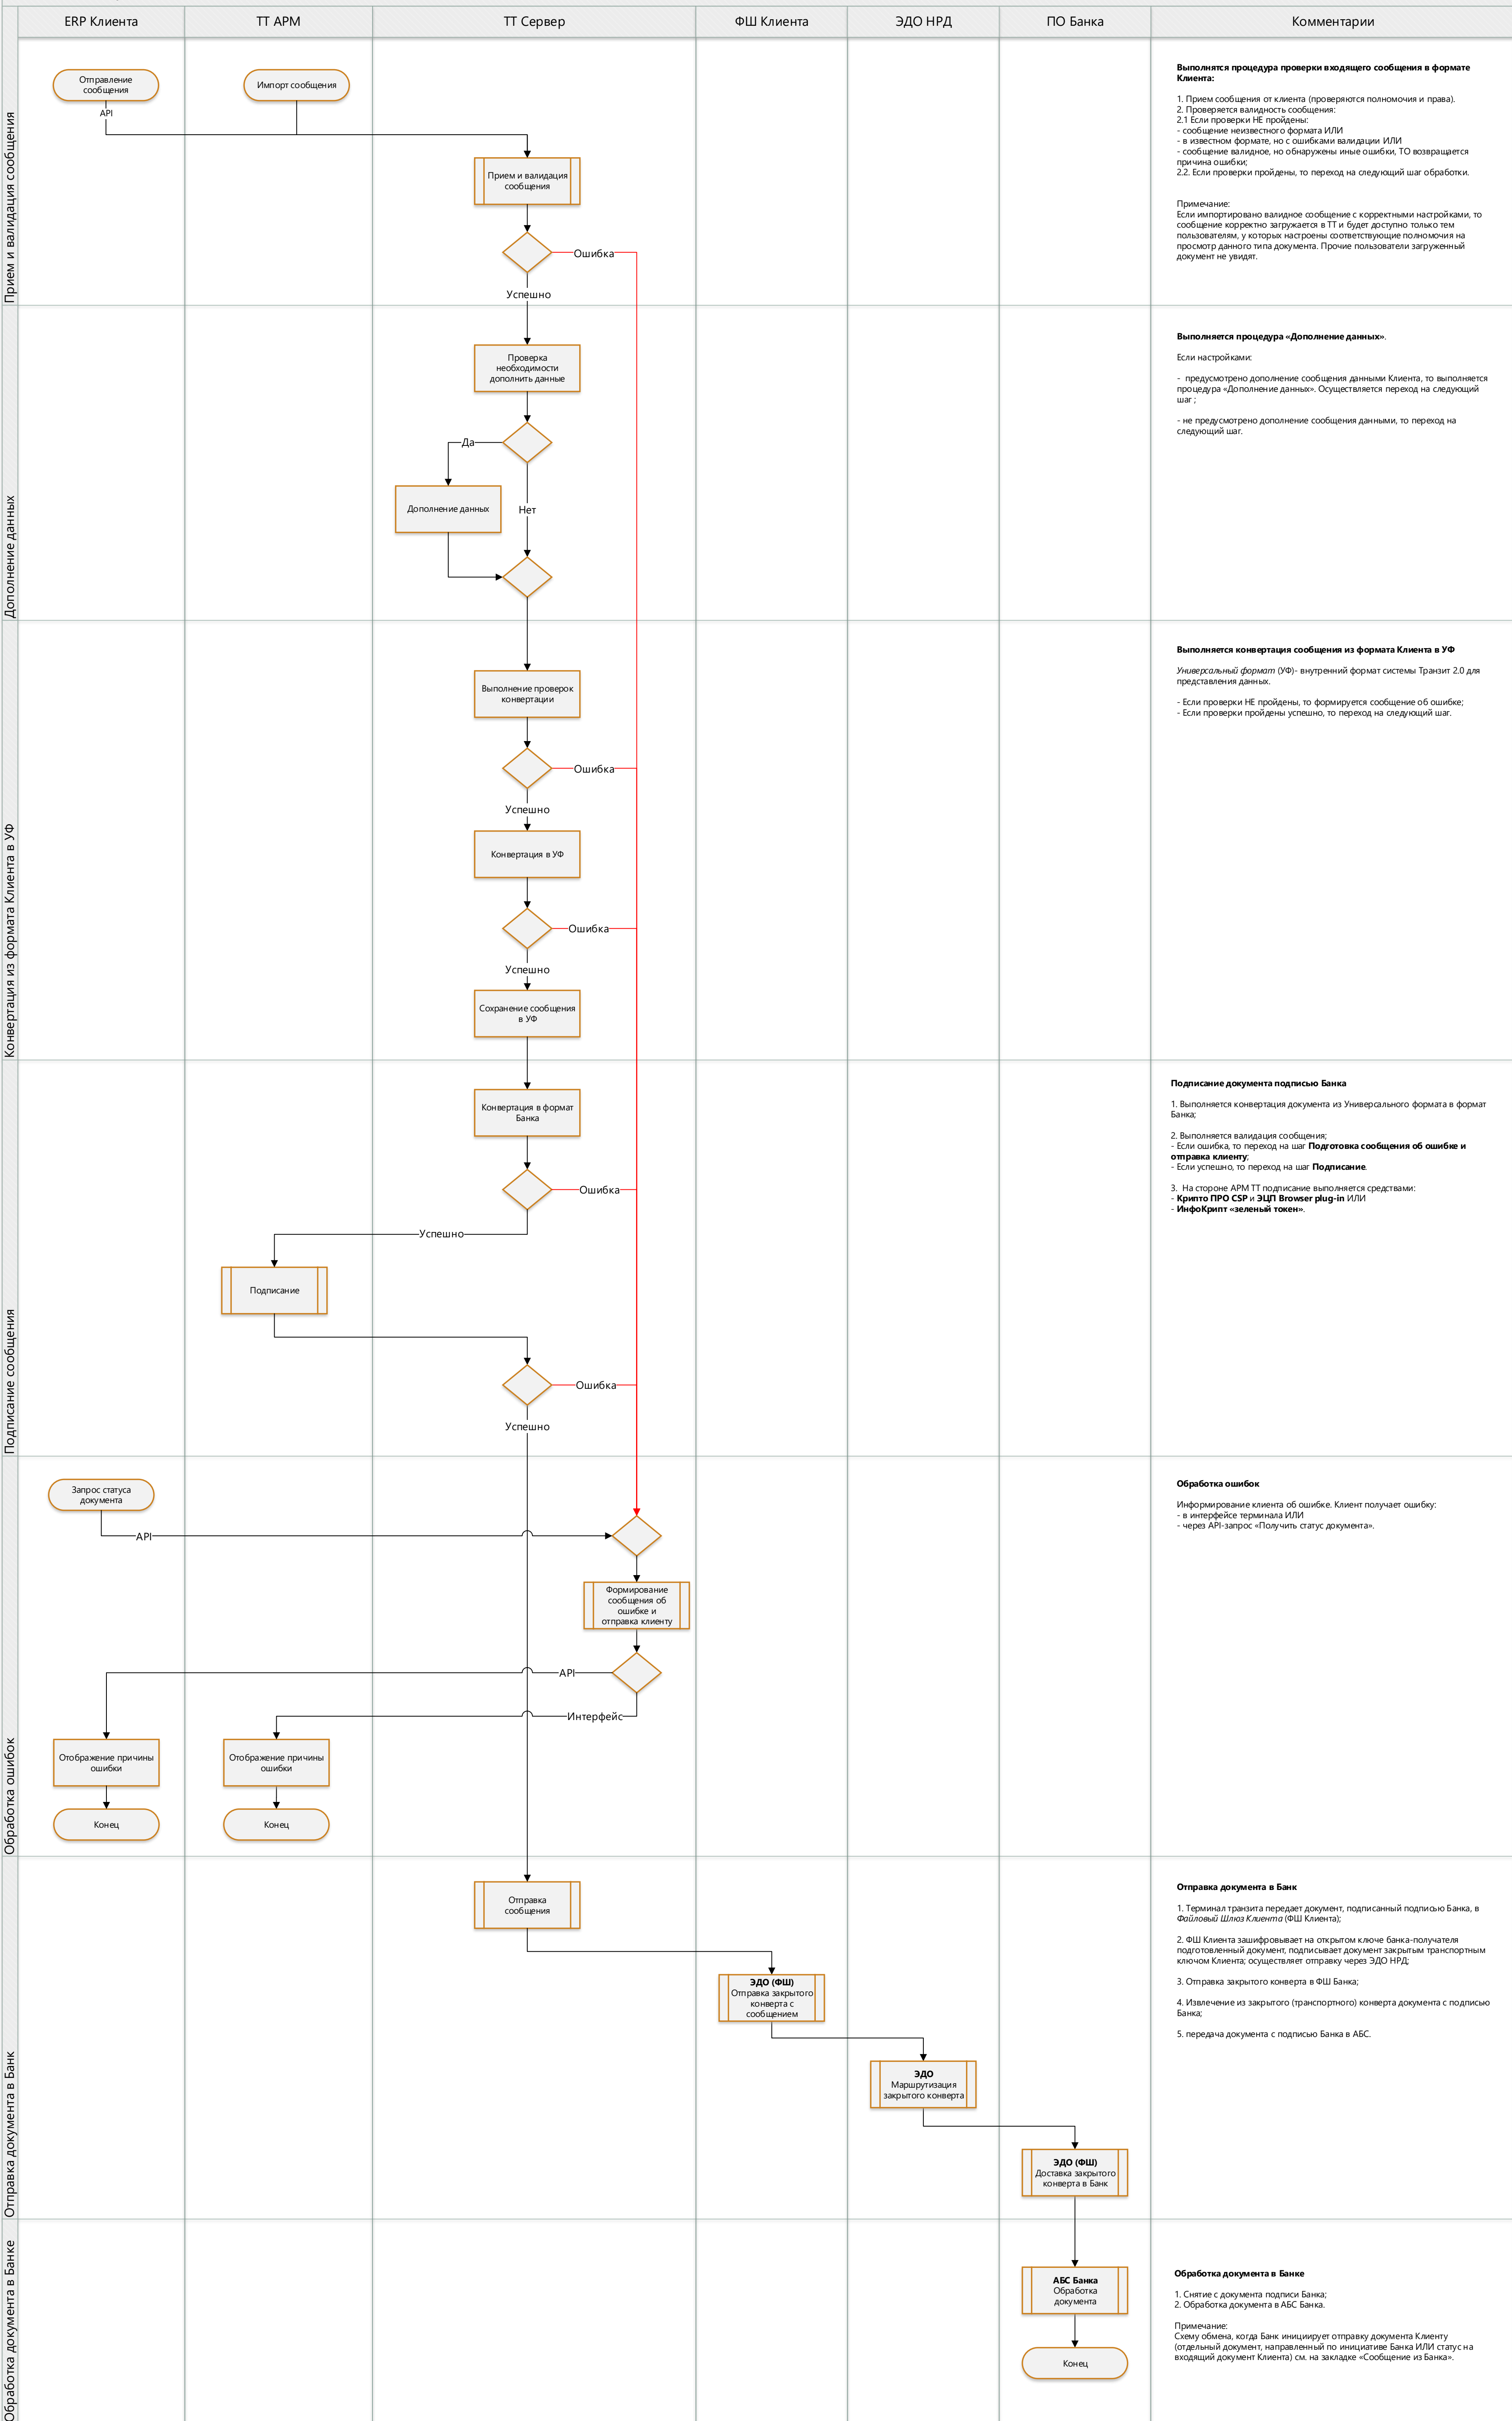 ERP Клиента
ТТ АРМ
ТТ Сервер
ФШ Клиента
ЭДО НРД
ПО Банка
Комментарии
Прием и валидация сообщения
Отправление
сообщения
API
Импорт сообщения
Прием и валидация
сообщения
Ошибка
Успешно
Выполнятся процедура проверки входящего сообщения в формате
Клиента:
1. Прием сообщения от клиента (проверяются полномочия и права).
2. Проверяется валидность сообщения:
2.1 Если проверки НЕ пройдены:
- сообщение неизвестного формата ИЛИ
- в известном формате, но с ошибками валидации ИЛИ
- сообщение валидное, но обнаружены иные ошибки, ТО возвращается
причина ошибки;
2.2. Если проверки пройдены, то переход на следующий шаг обработки.
Примечание:
Если импортировано валидное сообщение с корректными настройками, то
сообщение корректно загружается в ТТ и будет доступно только тем
пользователям, у которых настроены соответствующие полномочия на
просмотр данного типа документа. Прочие пользователи загруженный
документ не увидят.
Дополнение данных
Проверка
необходимости
дополнить данные
Да
Дополнение данных
Нет
Выполняется процедура «Дополнение данных».
Если настройками:
- предусмотрено дополнение сообщения данными Клиента, то выполняется
процедура «Дополнение данных». Осуществляется переход на следующий
шаг ;
- не предусмотрено дополнение сообщения данными, то переход на
следующий шаг.
Конвертация из формата Клиента в УФ
Выполнение проверок
конвертации
Ошибка
Успешно
Конвертация в УФ
Ошибка
Успешно
Сохранение сообщения
в УФ
Выполняется конвертация сообщения из формата Клиента в УФ
Универсальный формат (УФ)- внутренний формат системы Транзит 2.0 для
представления данных.
- Если проверки НЕ пройдены, то формируется сообщение об ошибке;
- Если проверки пройдены успешно, то переход на следующий шаг.
Подписание сообщения
Конвертация в формат
Банка
Ошибка
Успешно
Подписание
Ошибка
Успешно
Подписание документа подписью Банка
1. Выполняется конвертация документа из Универсального формата в формат
Банка;
2. Выполняется валидация сообщения;
- Если ошибка, то переход на шаг Подготовка сообщения об ошибке и
отправка клиенту;
- Если успешно, то переход на шаг Подписание.
3. На стороне АРМ ТТ подписание выполняется средствами:
- Крипто ПРО CSP и ЭЦП Browser plug-in ИЛИ
- ИнфоКрипт «зеленый токен».
Обработка ошибок
Запрос статуса
документа
API
Формирование
сообщения об
ошибке и
отправка клиенту
API
Интерфейс
Отображение причины
ошибки
Отображение причины
ошибки
Конец
Конец
Обработка ошибок
Информирование клиента об ошибке. Клиент получает ошибку:
- в интерфейсе терминала ИЛИ
- через API-запрос «Получить статус документа».
Отправка документа в Банк
Отправка
сообщения
ЭДО (ФШ)
Отправка закрытого
конверта с
сообщением
ЭДО
Маршрутизация
закрытого конверта
ЭДО (ФШ)
Доставка закрытого
конверта в Банк
Отправка документа в Банк
1. Терминал транзита передает документ, подписанный подписью Банка, в
Файловый Шлюз Клиента (ФШ Клиента);
2. ФШ Клиента зашифровывает на открытом ключе банка-получателя
подготовленный документ, подписывает документ закрытым транспортным
ключом Клиента; осуществляет отправку через ЭДО НРД;
3. Отправка закрытого конверта в ФШ Банка;
4. Извлечение из закрытого (транспортного) конверта документа с подписью
Банка;
5. передача документа с подписью Банка в АБС.
Обработка документа в Банке
АБС Банка
Обработка
документа
Конец
Обработка документа в Банке
1. Снятие с документа подписи Банка;
2. Обработка документа в АБС Банка.
Примечание:
Схему обмена, когда Банк инициирует отправку документа Клиенту
(отдельный документ, направленный по инициативе Банка ИЛИ статус на
входящий документ Клиента) см. на закладке «Сообщение из Банка».